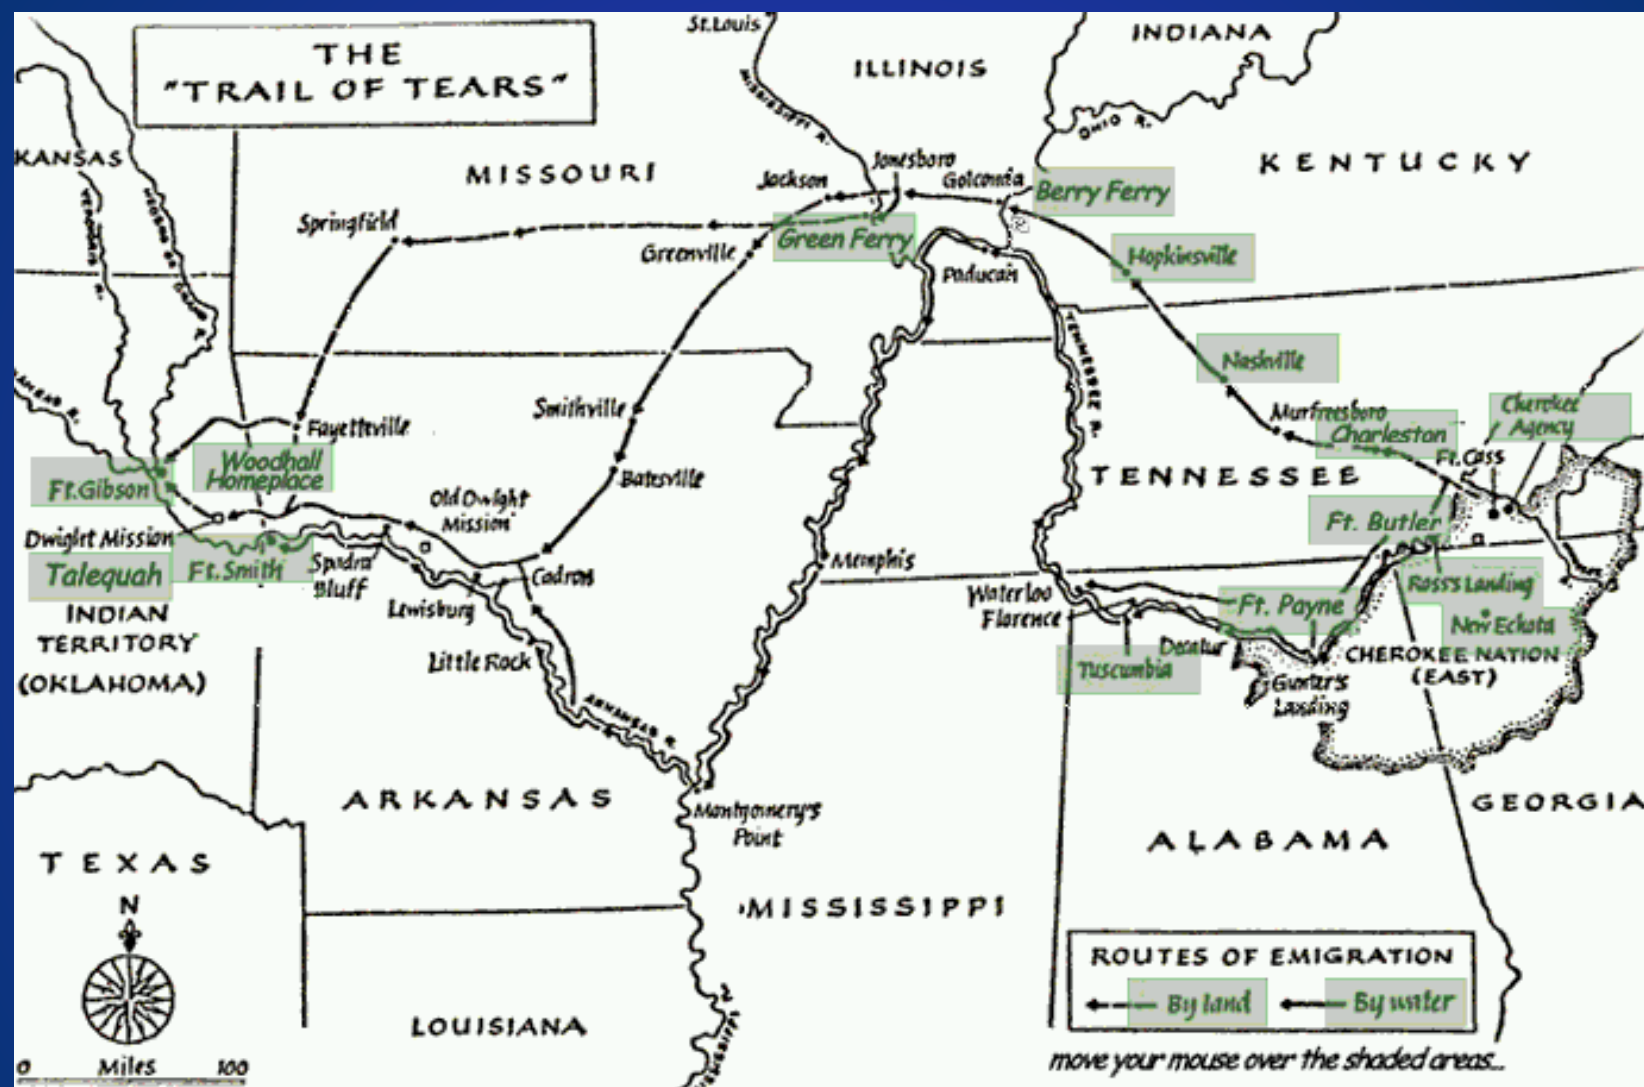 THE
"TRAIL OF TEARS"
St.Louis
ILLINOIS
INDIANA
MISSISSIPPI R.
OHIO R.
KANSAS
MISSOURI
KENTUCKY
Jonesboro
Jackson
Golconda
Berry Ferry
Springfield
Greenville
Green Ferry
Paducah
Hopkinsville
VERDIGRIS R.
TENNESSEE R.
Nashville
Smithville
Fayetteville
Murfreesboro
Charleston
Cherokee
Agency
Ft.Cass
Woodhall
Homeplace
Ft.Gibson
Batesville
TENNESSEE
Old Dwight
Mission
Ft. Butler
Dwight Mission
Talequah
Ft.Smith
Spadra
Bluff
Cadron
Lewisburg
Memphis
Waterloo
Florence
Ft. Payne
Ross's Landing
New Echota
INDIAN
TERRITORY
(OKLAHOMA)
Little Rock
Tuscumbia
Decatur
CHEROKEE NATION
(EAST)
Gunter's
Landing
ARKANSAS R.
ARKANSAS
Montgomery's
Point
GEORGIA
ALABAMA
TEXAS
N
MISSISSIPPI
ROUTES OF EMIGRATION
By land
By water
LOUISIANA
MISSISSIPPI
0 Miles 100
move your mouse over the shaded areas...